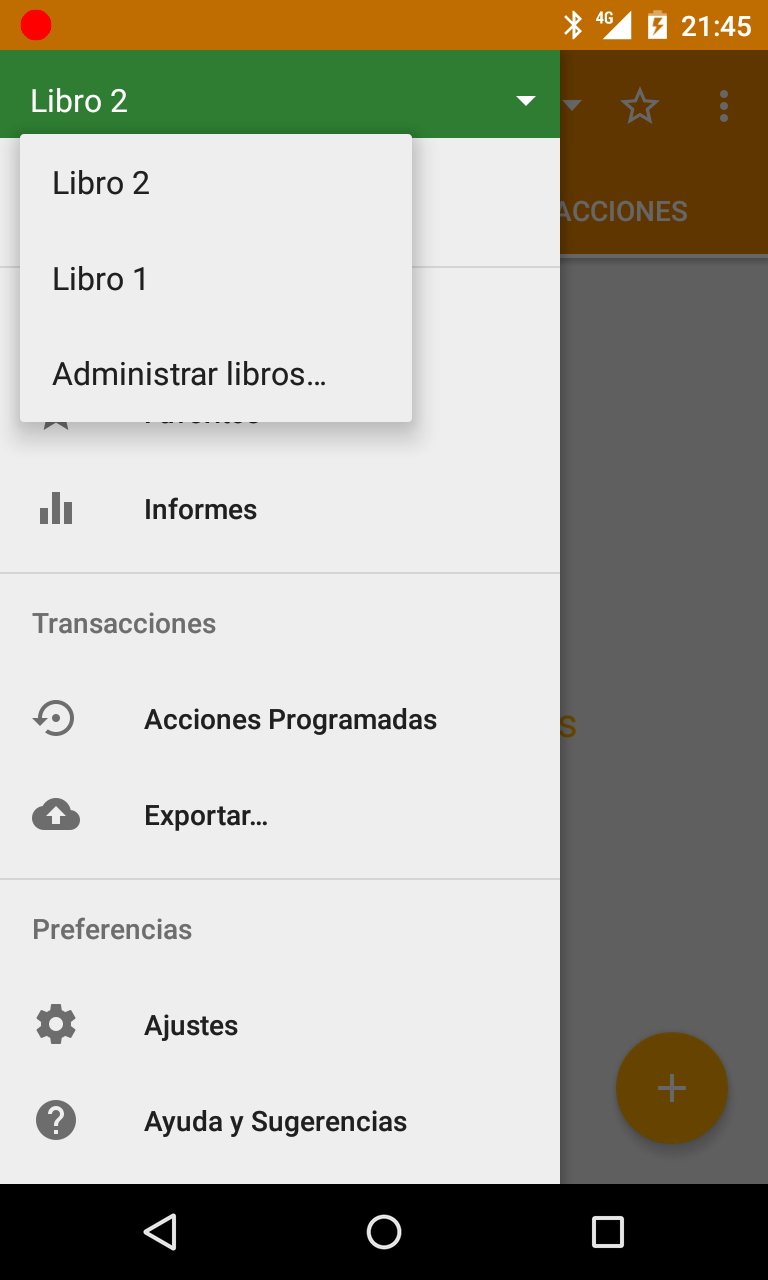 4G 21:45
Libro 2
Libro 2
ACCIONES
Libro 1
Administrar libros...
Informes
Transacciones
Acciones Programadas
Exportar...
Preferencias
Ajustes
Ayuda y Sugerencias